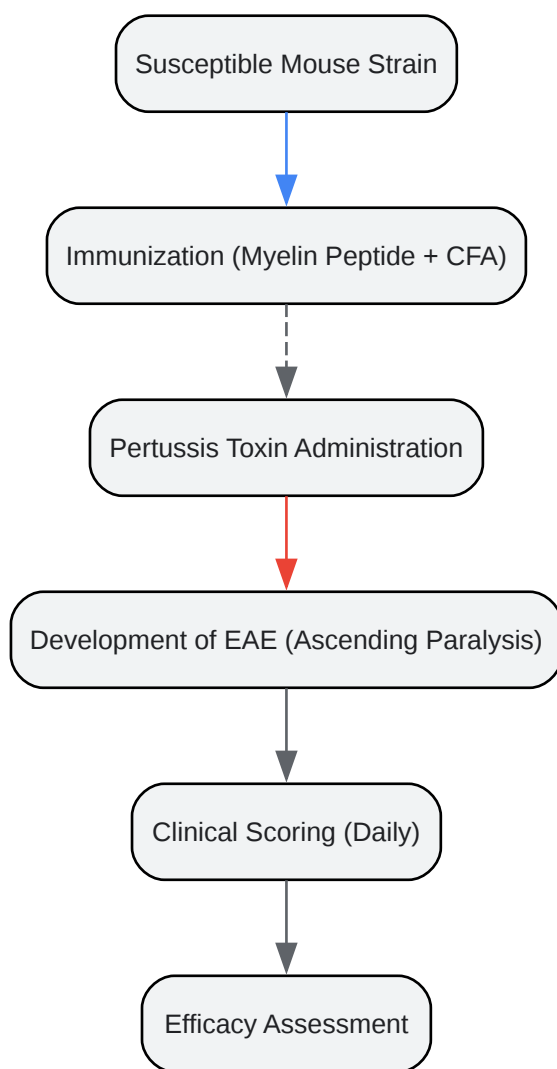 Susceptible Mouse Strain
Immunization (Myelin Peptide + CFA)
Pertussis Toxin Administration
Development of EAE (Ascending Paralysis)
Clinical Scoring (Daily)
Efficacy Assessment